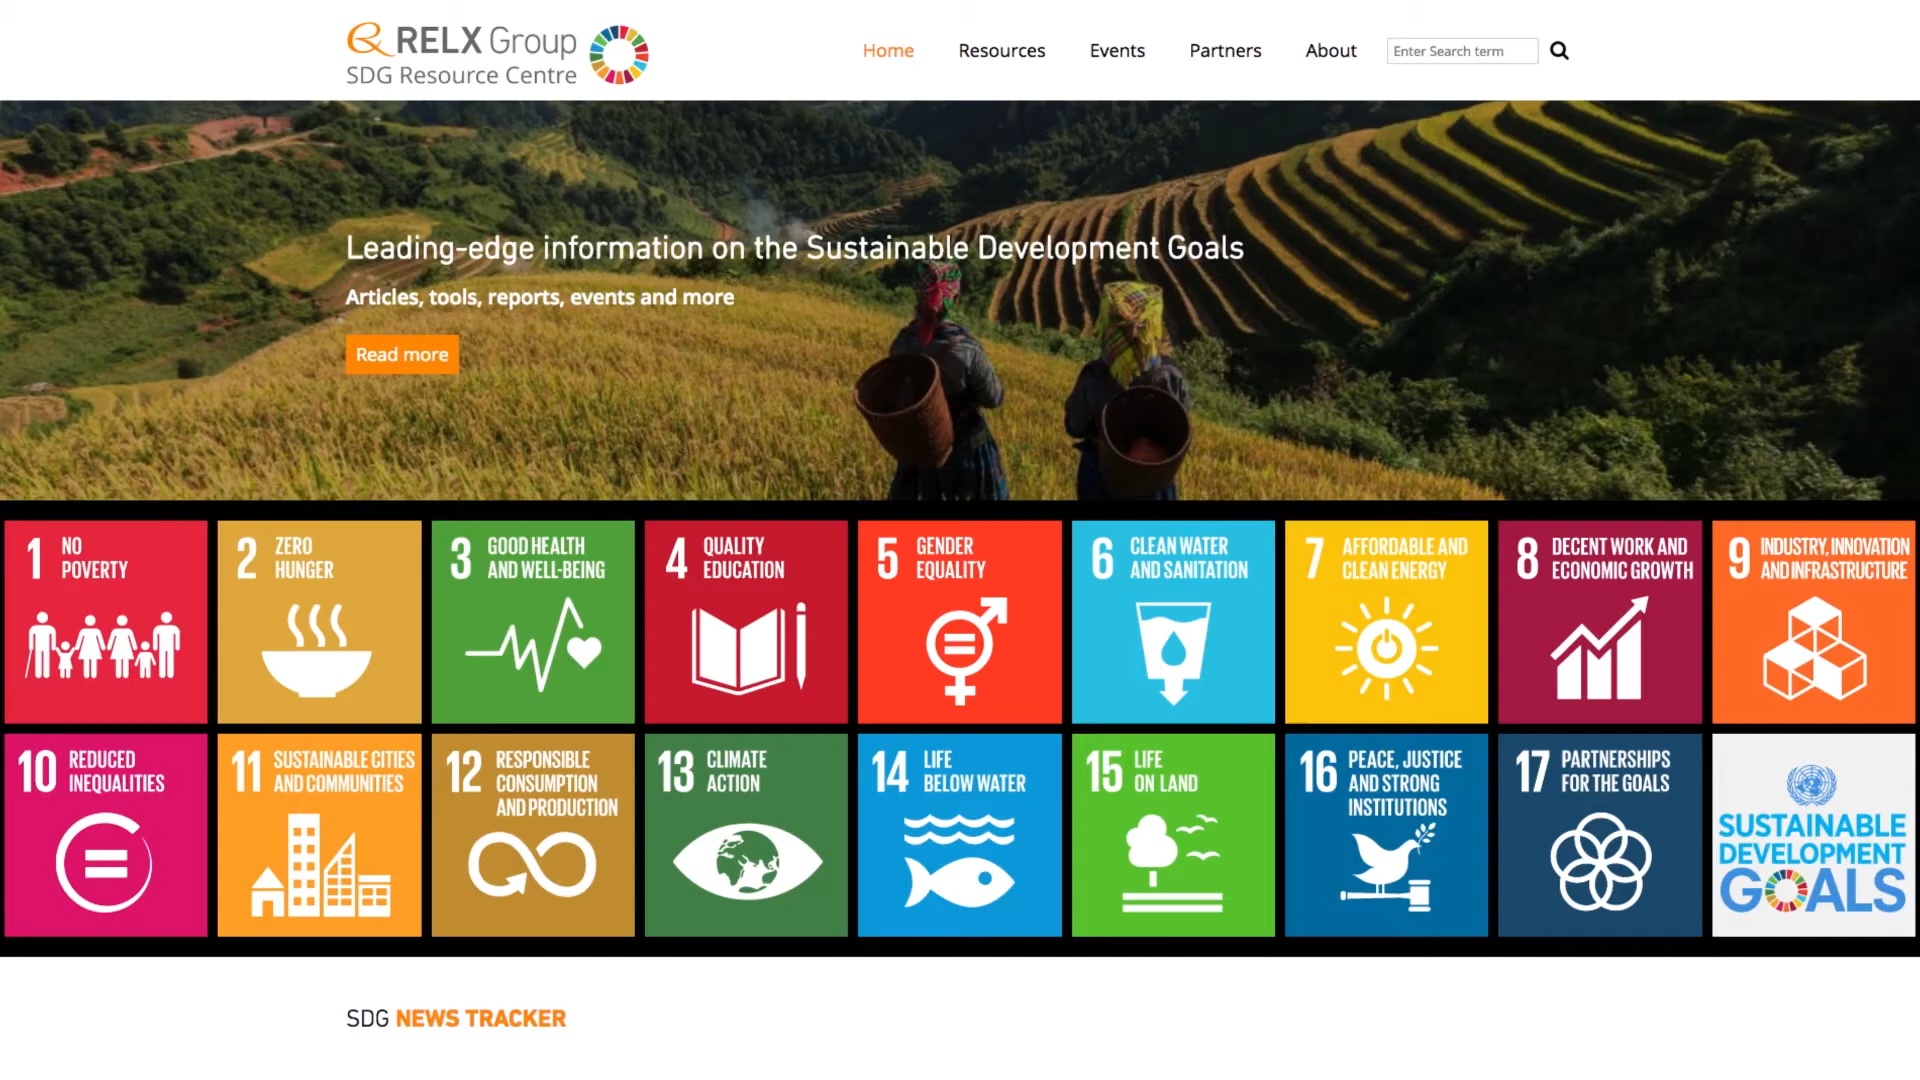 RELX Group
SDG Resource Centre
Home
Resources
Events
Partners
About
Enter Search term
Leading-edge information on the Sustainable Development Goals
Articles, tools, reports, events and more
Read more
1 NO
POVERTY
2 ZERO
HUNGER
3 GOOD HEALTH
AND WELL-BEING
4 QUALITY
EDUCATION
5 GENDER
EQUALITY
6 CLEAN WATER
AND SANITATION
7 AFFORDABLE AND
CLEAN ENERGY
8 DECENT WORK AND
ECONOMIC GROWTH
9 INDUSTRY, INNOVATION
AND INFRASTRUCTURE
10 REDUCED
INEQUALITIES
11 SUSTAINABLE CITIES
AND COMMUNITIES
12 RESPONSIBLE
CONSUMPTION
AND PRODUCTION
13 CLIMATE
ACTION
14 LIFE
BELOW WATER
15 LIFE
ON LAND
16 PEACE, JUSTICE
AND STRONG
INSTITUTIONS
17 PARTNERSHIPS
FOR THE GOALS
SUSTAINABLE
DEVELOPMENT
GOALS
SDG NEWS TRACKER